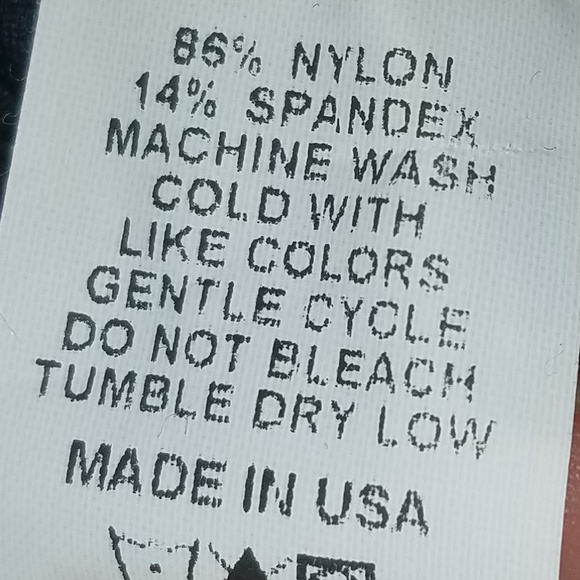 86% NYLON
14% SPANDEX
MACHINE WASH
COLD WITH
LIKE COLORS
GENTLE CYCLE
DO NOT BLEACH
TUMBLE DRY LOW
MADE IN USA